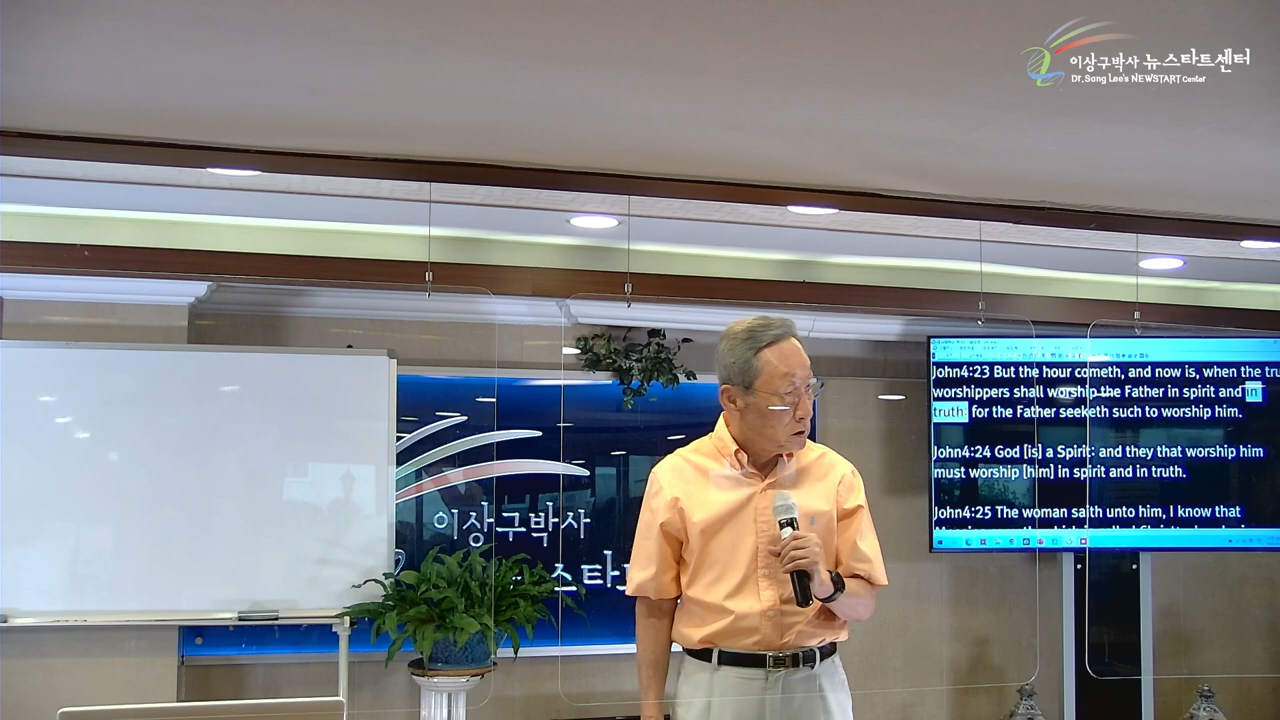 이상구박사 뉴스타트센터
Dr. Sang Lee's NEWSTART Center
John4:23 But the hour cometh, and now is, when the tru
worshippers shall worship the Father in spirit and in
truth: for the Father seeketh such to worship him.
John4:24 God [is] a Spirit: and they that worship him
must worship [him] in spirit and in truth.
John4:25 The woman saith unto him, I know that
이상구박사
스타